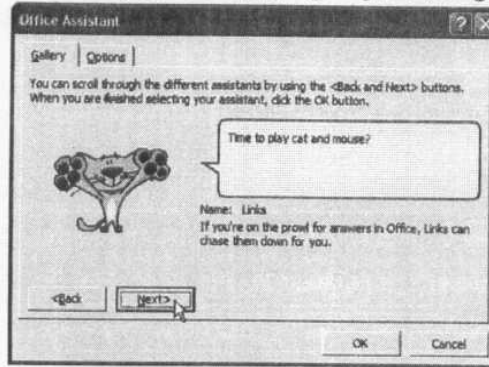 Office Assistant
Gallery
Options
You can scroll through the different assistants by using the <Back and Next> buttons.
When you are finished selecting your assistant, click the OK button.
Time to play cat and mouse?
Name: Links
If you're on the prowl for answers in Office, Links can
chase them down for you.
<Back
Next>
OK
Cancel